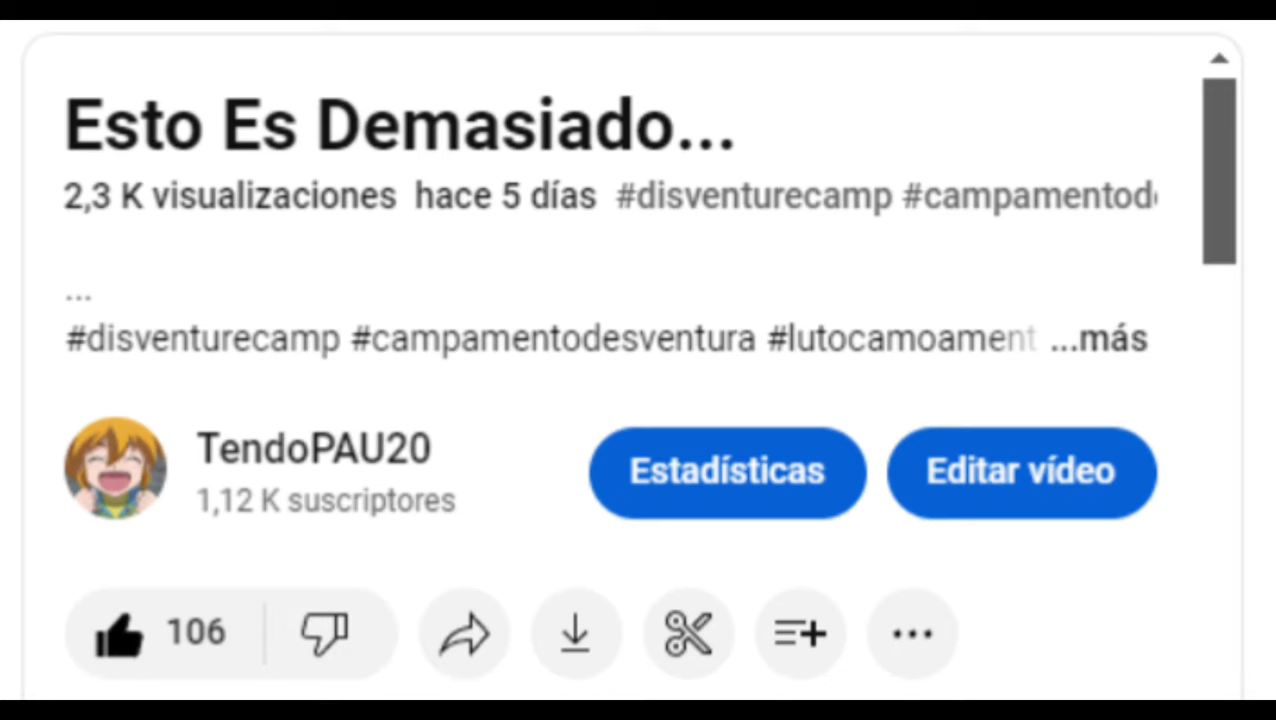 Esto Es Demasiado...
2,3 K visualizaciones hace 5 días #disventurecamp #campamentod
...
#disventurecamp #campamentodesventura #lutocamoament ...más
TendoPAU20
1,12 K suscriptores
Estadísticas
Editar vídeo
106